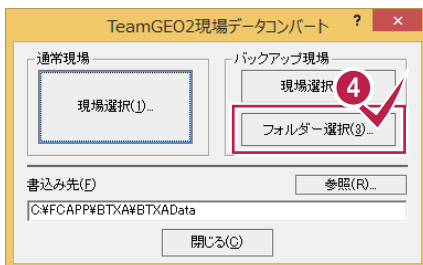 TeamGEO2現場データコンバート ? ×
通常現場
現場選択(1)...
バックアップ現場
現場選択
4
フォルダー選択(3)...
書込み先(F)
参照(R)...
C:¥FCAPP¥BTXA¥BTXAData
閉じる(C)